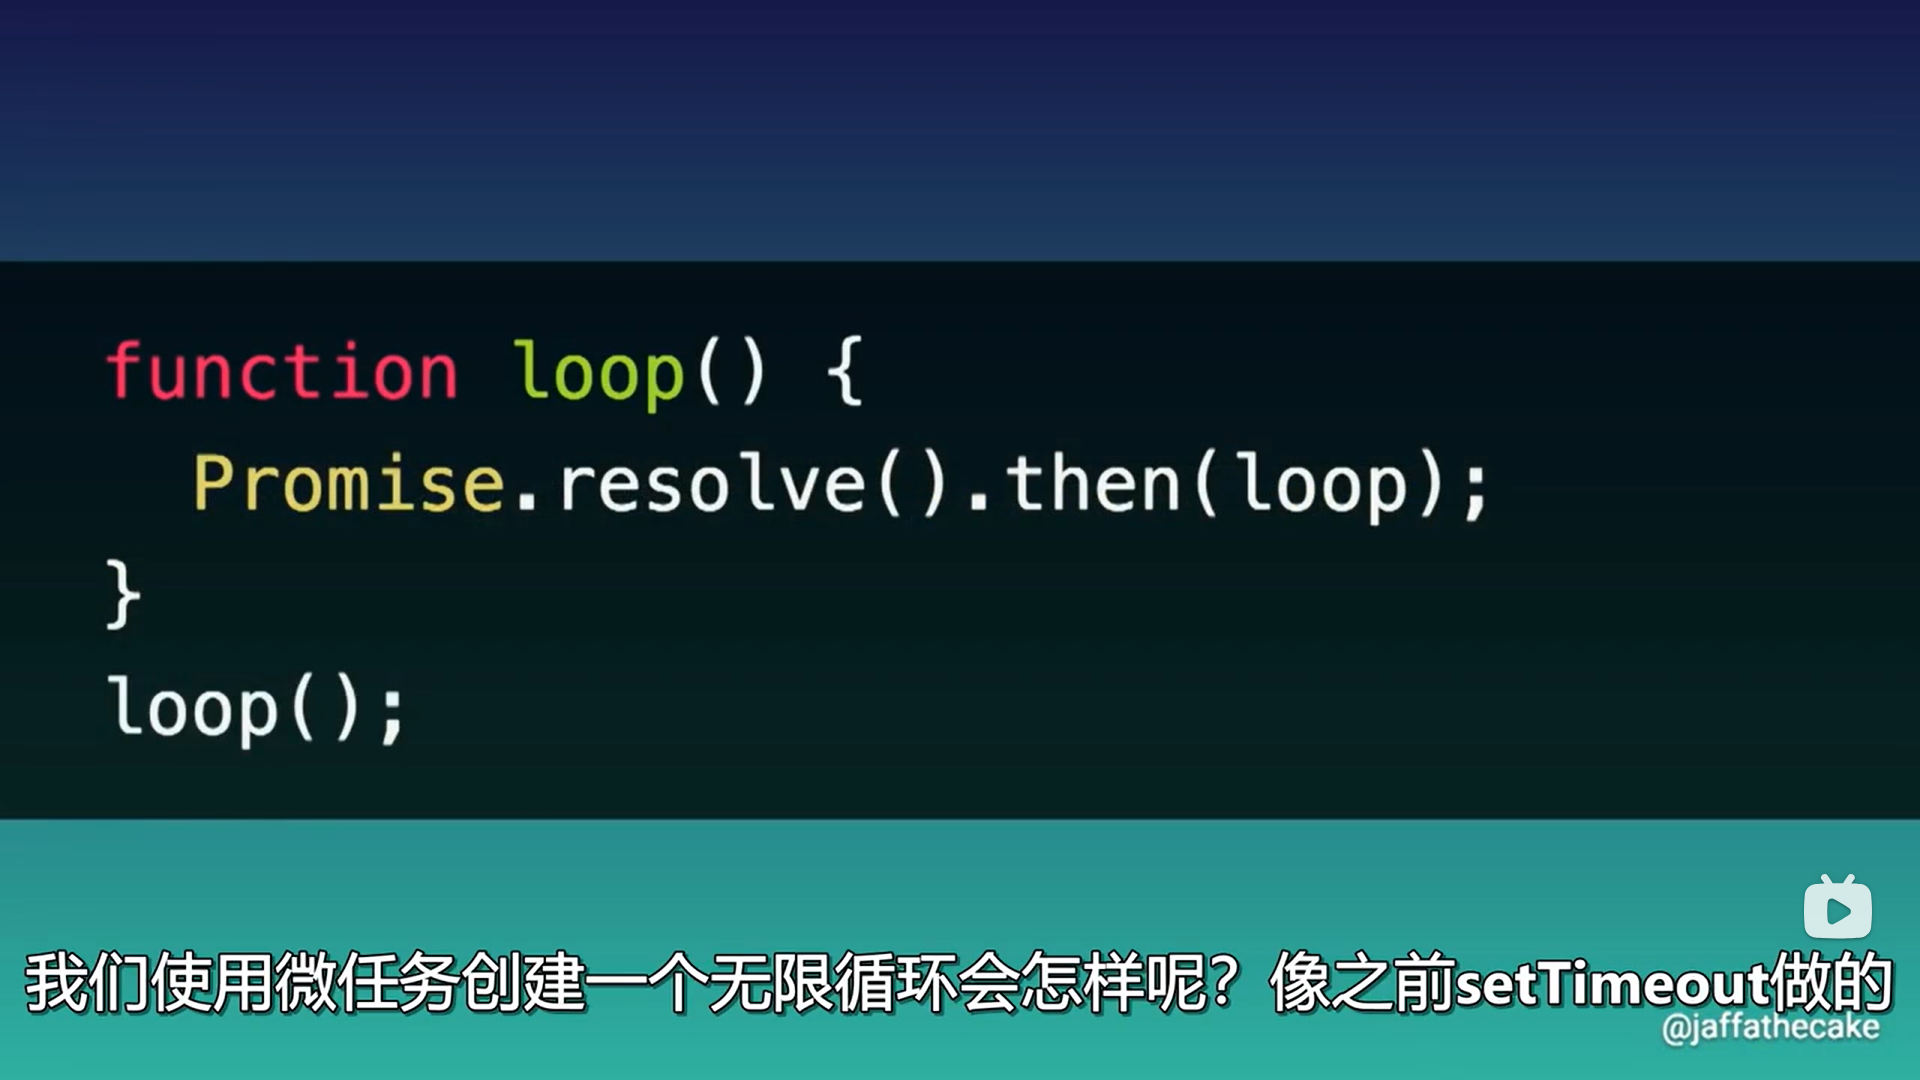 function loop() {
  Promise.resolve().then(loop);
}
loop();
我们使用微任务创建一个无限循环会怎样呢？像之前setTimeout做的
@jaffathecake